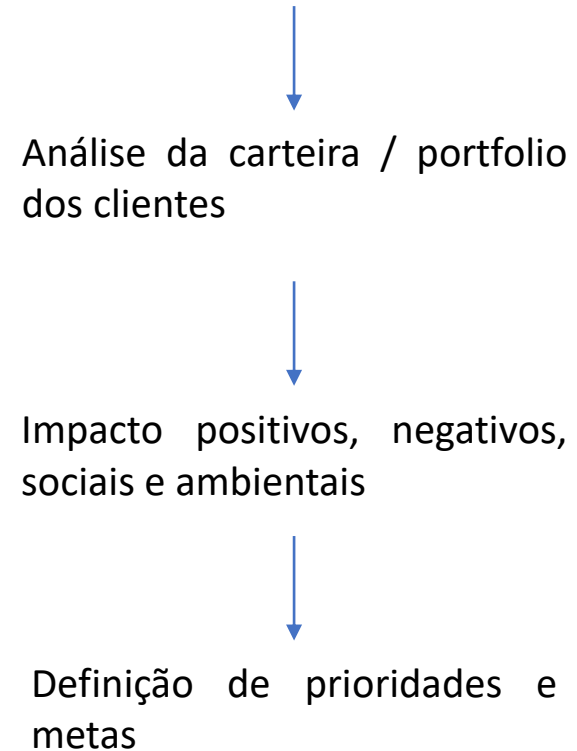 Análise da carteira / portfolio
dos clientes
Impacto positivos, negativos,
sociais e ambientais
Definição de prioridades e
metas